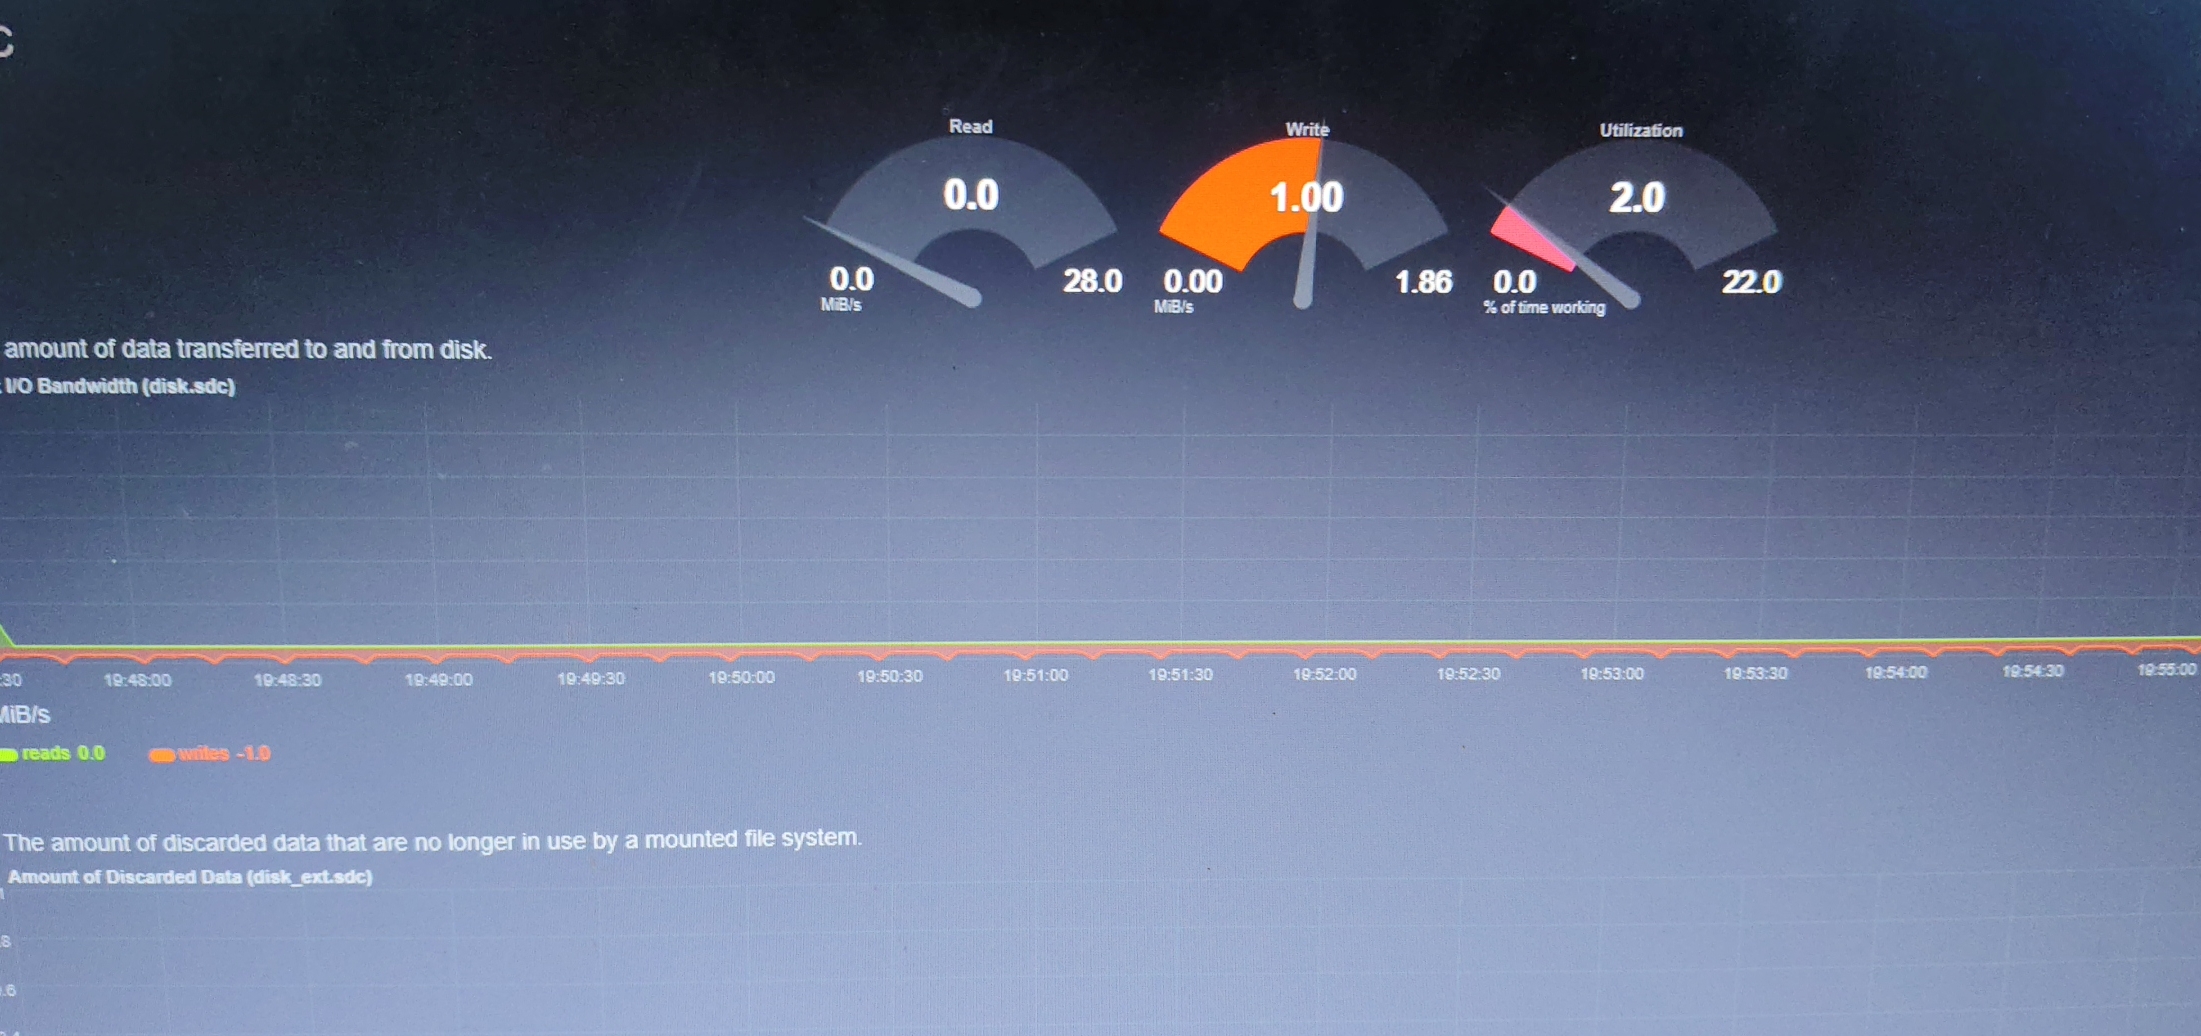 C
Read
Write
Utilization
0.0
1.00
2.0
0.0
28.0
0.00
1.86
0.0
22.0
MiB/s
MiB/s
% of time working
amount of data transferred to and from disk.
I/O Bandwidth (disk.sdc)
:30
19:48:00
19:48:30
19:49:00
19:49:30
19:50:00
19:50:30
19:51:00
19:51:30
19:52:00
19:52:30
19:53:00
19:53:30
19:54:00
19:54:30
19:55:00
MiB/s
reads 0.0
writes -1.0
The amount of discarded data that are no longer in use by a mounted file system.
Amount of Discarded Data (disk_ext.sdc)
8
.6